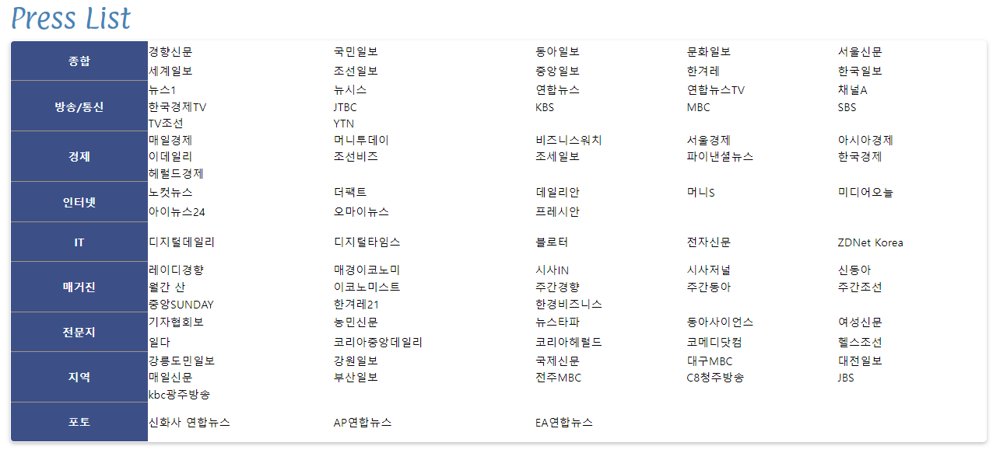 Press List
종합
경향신문 국민일보 동아일보 문화일보 서울신문
세계일보 조선일보 중앙일보 한겨레 한국일보
방송/통신
뉴스1 뉴시스 연합뉴스 연합뉴스TV 채널A
한국경제TV JTBC KBS MBC SBS
TV조선 YTN
경제
매일경제 머니투데이 비즈니스워치 서울경제 아시아경제
이데일리 조선비즈 조세일보 파이낸셜뉴스 한국경제
헤럴드경제
인터넷
노컷뉴스 더팩트 데일리안 머니S 미디어오늘
아이뉴스24 오마이뉴스 프레시안
IT
디지털데일리 디지털타임스 블로터 전자신문 ZDNet Korea
매거진
레이디경향 매경이코노미 시사IN 시사저널 신동아
월간 산 이코노미스트 주간경향 주간동아 주간조선
중앙SUNDAY 한겨레21 한경비즈니스
전문지
기자협회보 농민신문 뉴스타파 동아사이언스 여성신문
일다 코리아중앙데일리 코리아헤럴드 코메디닷컴 헬스조선
지역
강릉도민일보 강원일보 국제신문 대구MBC 대전일보
매일신문 부산일보 전주MBC C8청주방송 JBS
kbc광주방송
포토
신화사 연합뉴스 AP연합뉴스 EA연합뉴스